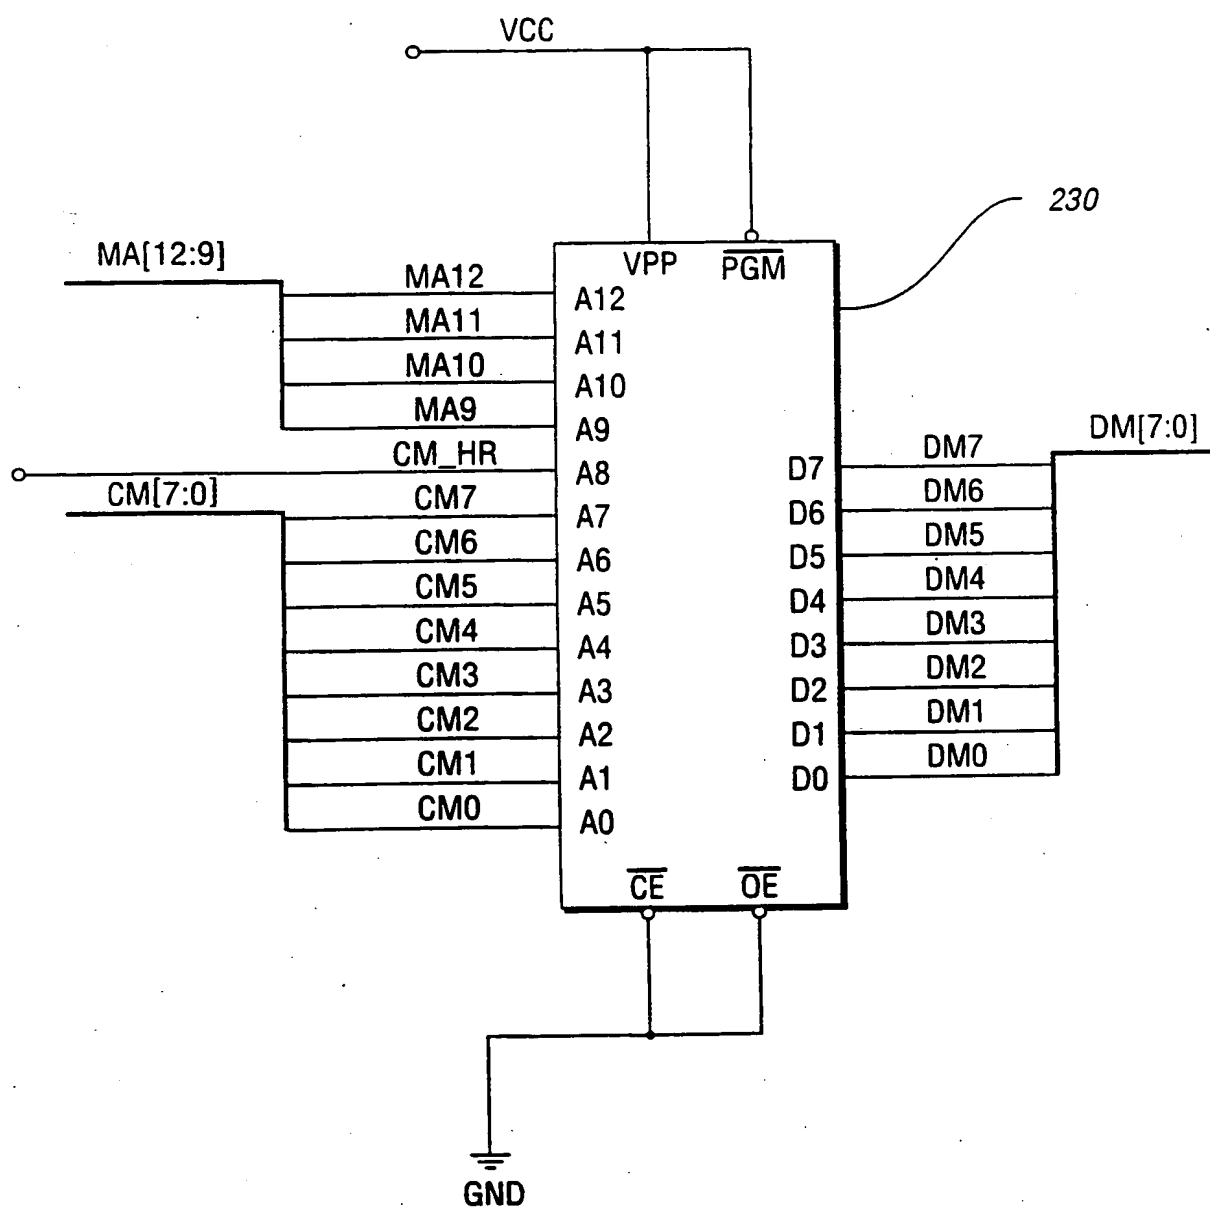 VCC
230
VPP
PGM
MA[12:9]
MA12
A12
MA11
A11
MA10
A10
MA9
A9
CM_HR
A8
CM[7:0]
CM7
A7
CM6
A6
CM5
A5
CM4
A4
CM3
A3
CM2
A2
CM1
A1
CM0
A0
DM[7:0]
D7
DM7
D6
DM6
D5
DM5
D4
DM4
D3
DM3
D2
DM2
D1
DM1
D0
DM0
CE
OE
GND